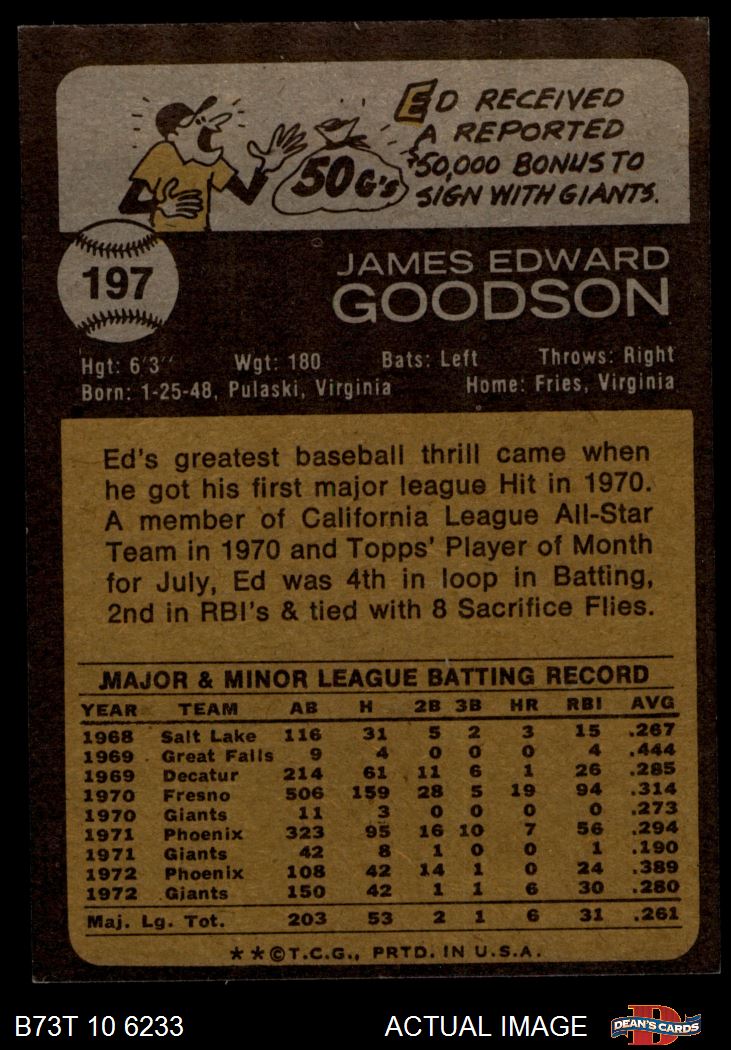 ED RECEIVED
A REPORTED
$50,000 BONUS TO
SIGN WITH GIANTS.
50 G's
197
JAMES EDWARD
GOODSON
Hgt: 6'3" Wgt: 180 Bats: Left Throws: Right
Born: 1-25-48, Pulaski, Virginia Home: Fries, Virginia
Ed's greatest baseball thrill came when
he got his first major league Hit in 1970.
A member of California League All-Star
Team in 1970 and Topps' Player of Month
for July, Ed was 4th in loop in Batting,
2nd in RBI's & tied with 8 Sacrifice Flies.
MAJOR & MINOR LEAGUE BATTING RECORD
YEAR TEAM AB H 2B 3B HR RBI AVG
1968 Salt Lake 116 31 5 2 3 15 .267
1969 Great Falls 9 4 0 0 0 4 .444
1969 Decatur 214 61 11 6 1 26 .285
1970 Fresno 506 159 28 5 19 94 .314
1970 Giants 11 3 0 0 0 0 .273
1971 Phoenix 323 95 16 10 7 56 .294
1971 Giants 42 8 1 0 0 1 .190
1972 Phoenix 108 42 14 1 0 24 .389
1972 Giants 150 42 1 1 6 30 .280
Maj. Lg. Tot. 203 53 2 1 6 31 .261
* * © T.C.G., PRTD. IN U.S.A.
B73T 10 6233 ACTUAL IMAGE DEAN'S CARDS